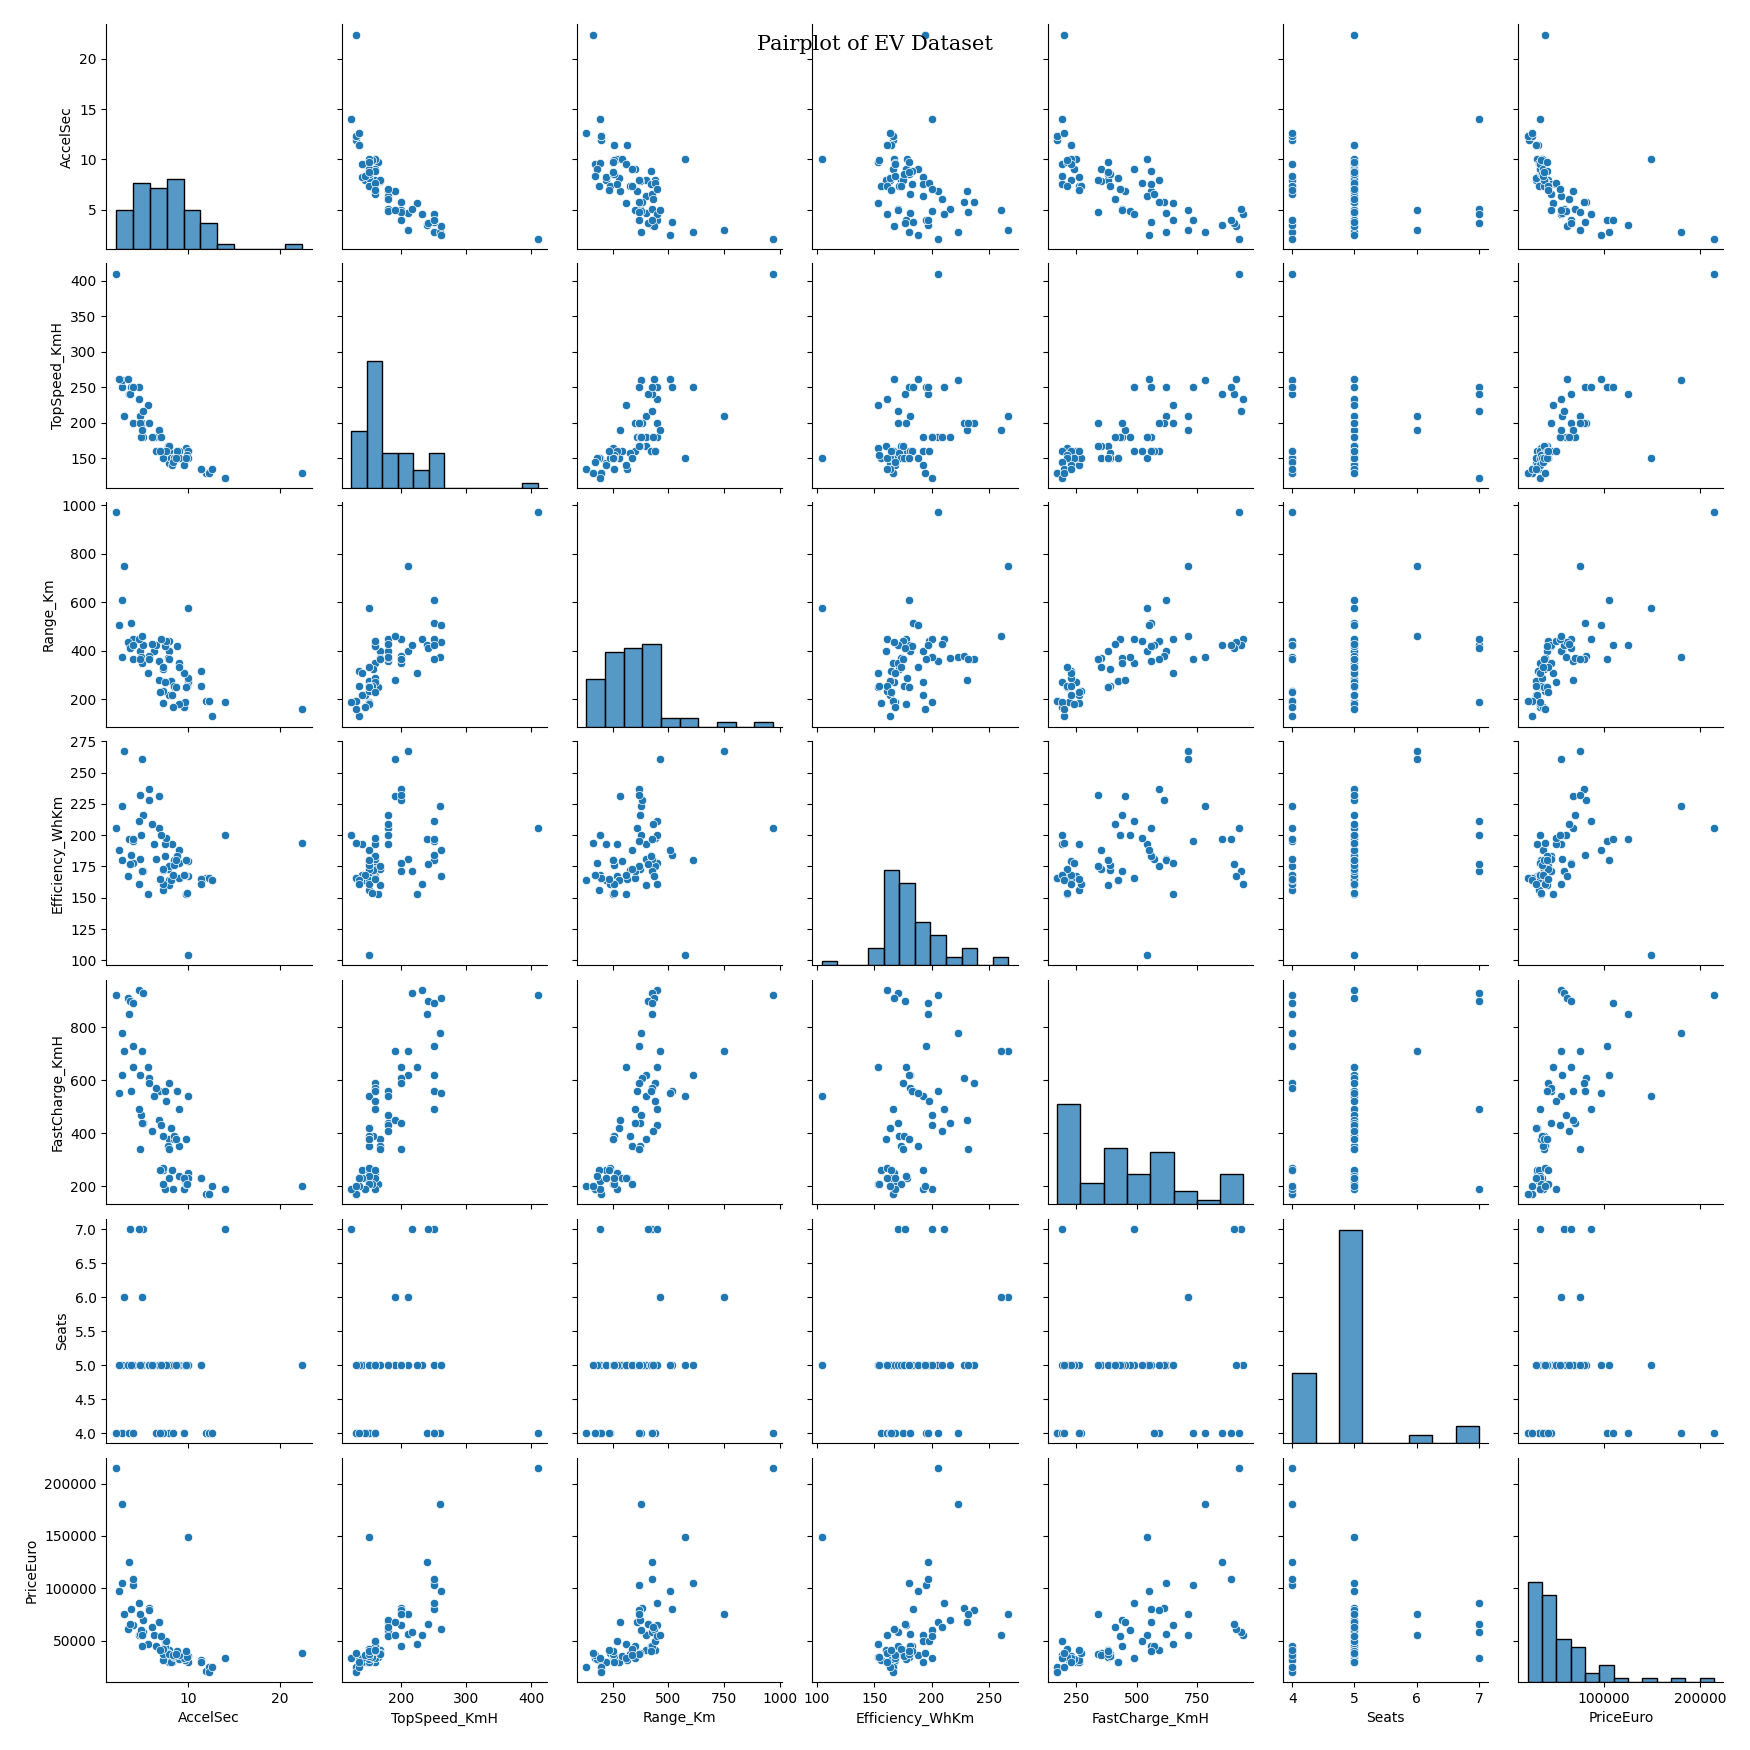 Pairplot of EV Dataset
AccelSec
20
15
10
5
TopSpeed_KmH
400
350
300
250
200
150
Range_Km
1000
800
600
400
200
Efficiency_WhKm
275
250
225
200
175
150
125
100
FastCharge_KmH
800
600
400
200
Seats
7.0
6.5
6.0
5.5
5.0
4.5
4.0
PriceEuro
200000
150000
100000
50000
10 20
200 300 400
250 500 750 1000
100 150 200 250
250 500 750
4 5 6 7
100000 200000
AccelSec
TopSpeed_KmH
Range_Km
Efficiency_WhKm
FastCharge_KmH
Seats
PriceEuro